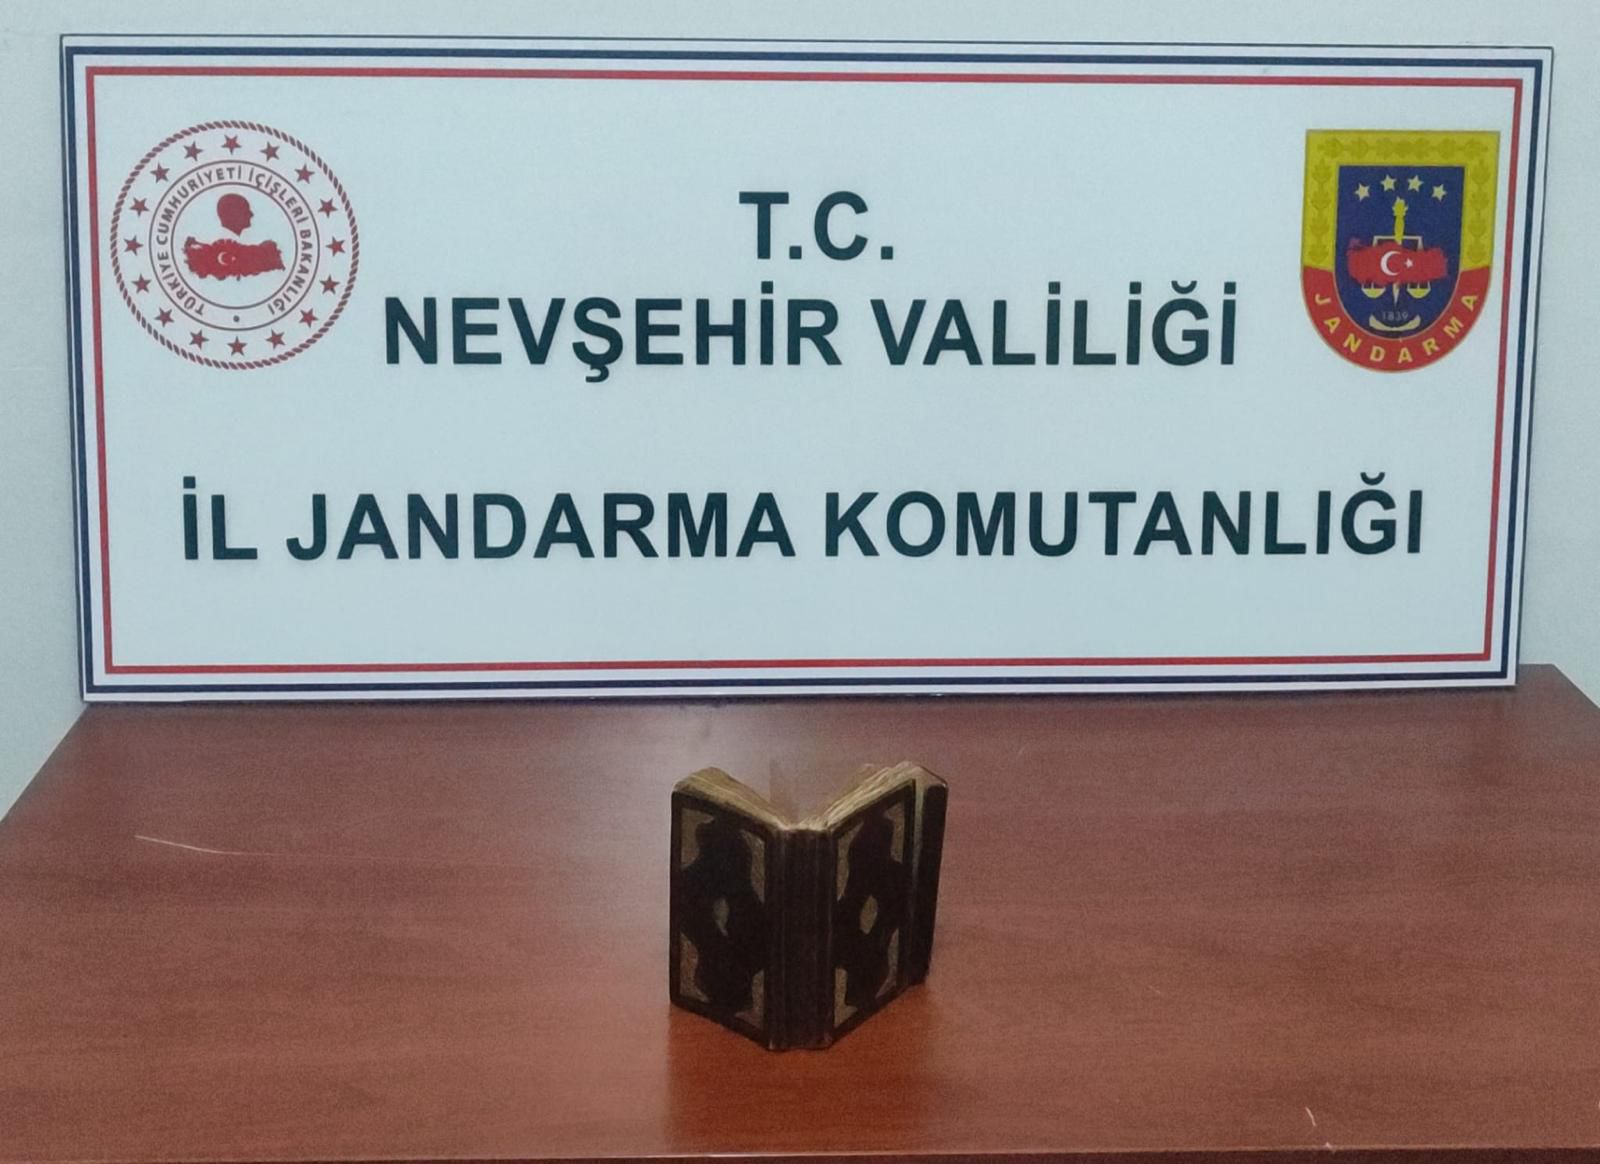 T.C.
NEVŞEHİR VALİLİĞİ
İL JANDARMA KOMUTANLIĞI
TÜRKİYE CUMHURİYETİ İÇİŞLERİ BAKANLIĞI
1839
JANDARMA